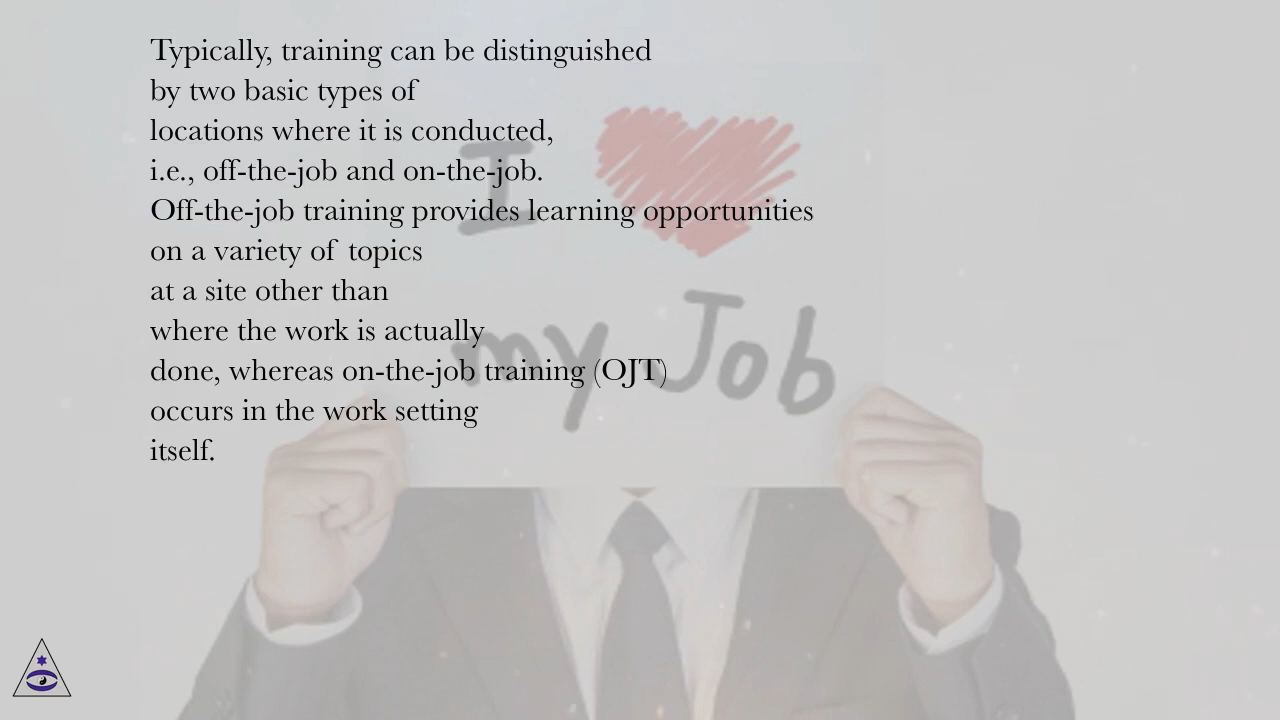 Typically, training can be distinguished
by two basic types of
locations where it is conducted,
i.e., off-the-job and on-the-job.
Off-the-job training provides learning opportunities
on a variety of topics
at a site other than
where the work is actually
done, whereas on-the-job training (OJT)
occurs in the work setting
itself.
I
my Job